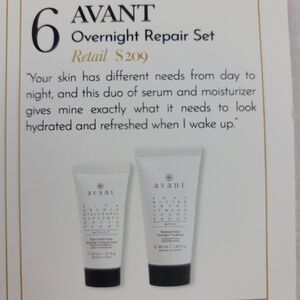 6 AVANT
Overnight Repair Set
Retail $209
"Your skin has different needs from day to
night, and this duo of serum and moisturizer
gives mine exactly what it needs to look
hydrated and refreshed when I wake up."
avant
avant